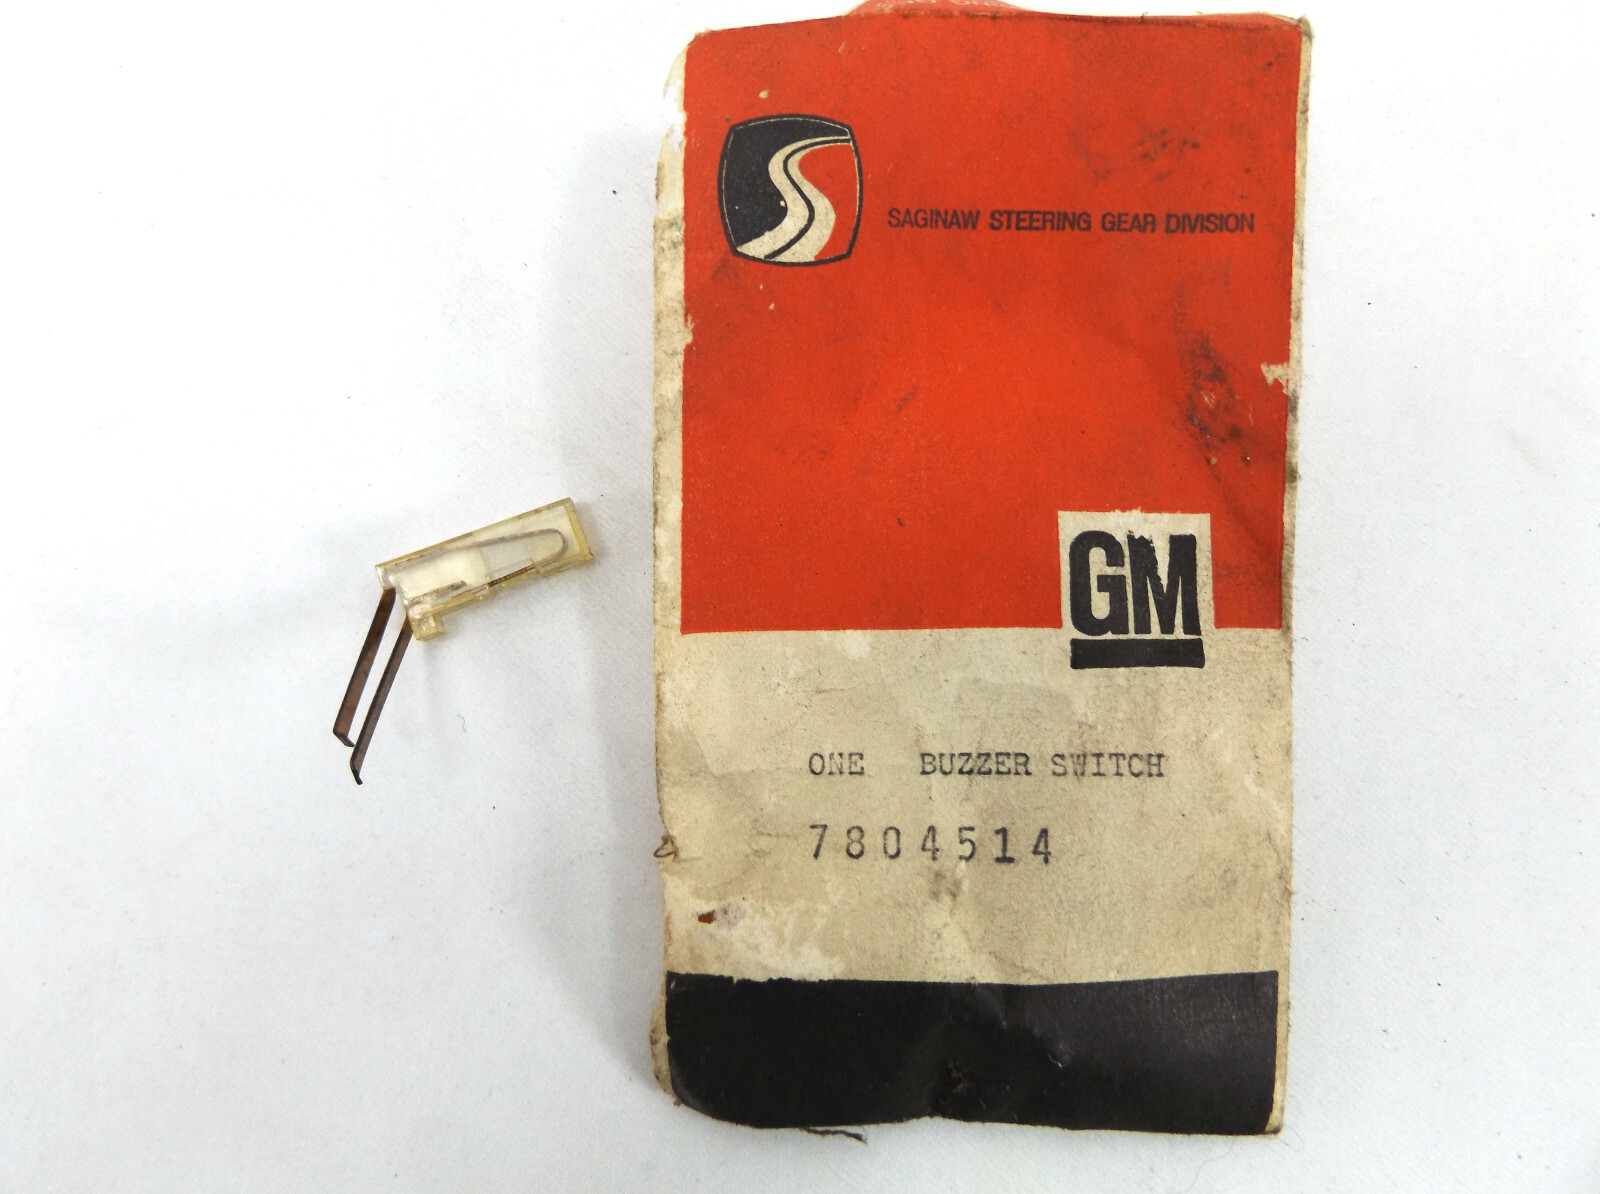 SAGINAW STEERING GEAR DIVISION
GM
ONE BUZZER SWITCH
7804514